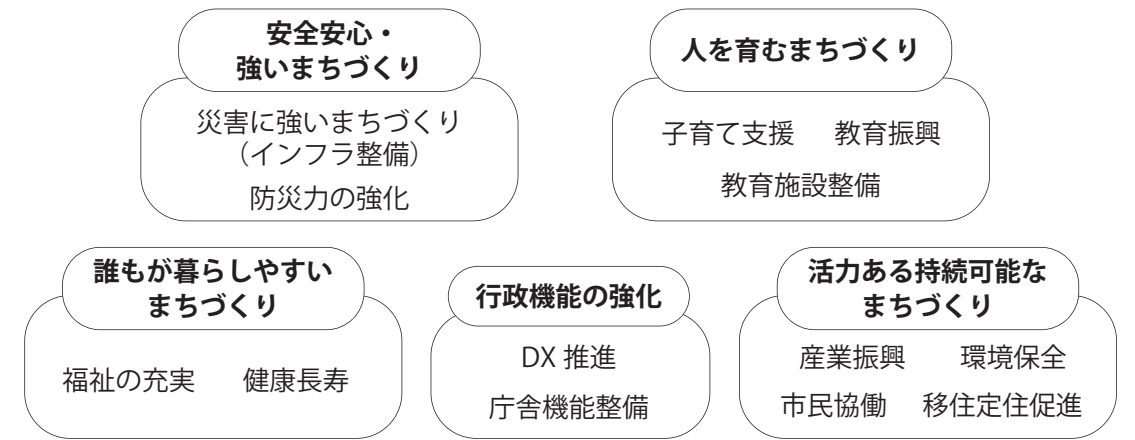 安全安心・
強いまちづくり
災害に強いまちづくり
（インフラ整備）
防災力の強化
人を育むまちづくり
子育て支援　教育振興
教育施設整備
誰もが暮らしやすい
まちづくり
福祉の充実　健康長寿
行政機能の強化
DX 推進
庁舎機能整備
活力ある持続可能な
まちづくり
産業振興　環境保全
市民協働　移住定住促進